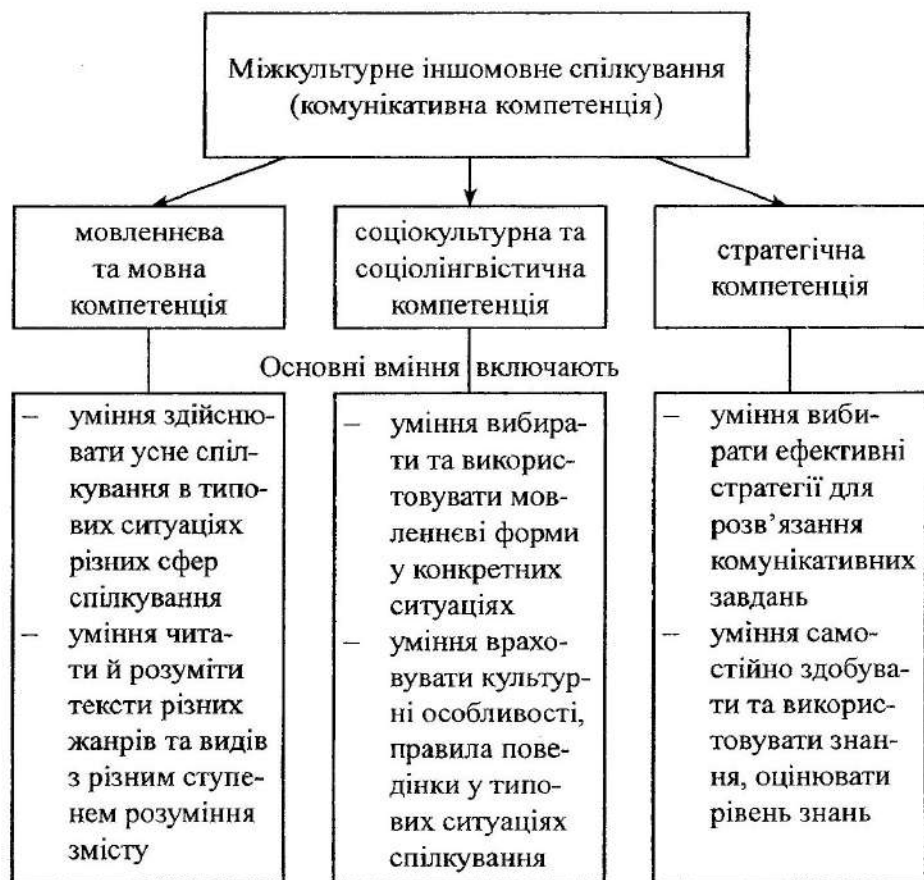 Міжкультурне іншомовне спілкування
(комунікативна компетенція)
мовленнєва
та мовна
компетенція
соціокультурна та
соціолінгвістична
компетенція
стратегічна
компетенція
Основні вміння включають
– уміння здійсню-
вати усне спіл-
кування в типо-
вих ситуаціях
різних сфер
спілкування
– уміння чита-
ти й розуміти
тексти різних
жанрів та видів
з різним ступе-
нем розуміння
змісту
– уміння вибира-
ти та викорис-
товувати мов-
леннєві форми
у конкретних
ситуаціях
– уміння врахо-
вувати культур-
ні особливості,
правила пове-
дінки у типо-
вих ситуаціях
спілкування
– уміння виби-
рати ефективні
стратегії для
розв’язання
комунікативних
завдань
– уміння само-
стійно здобува-
ти та викорис-
товувати знан-
ня, оцінювати
рівень знань